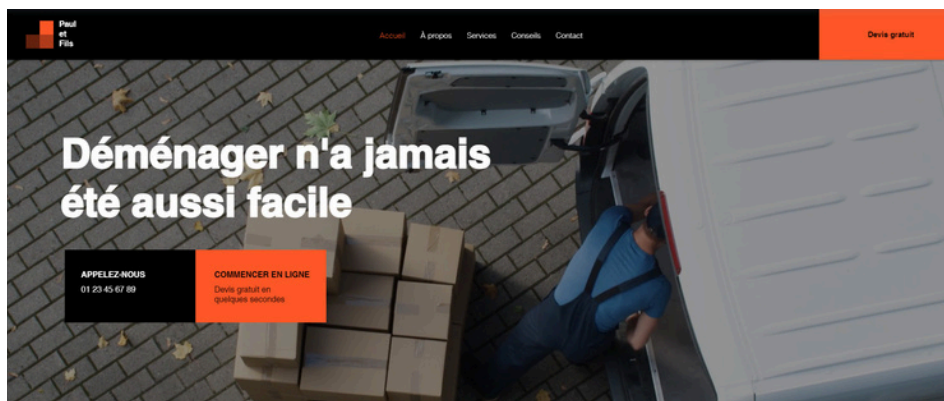 Paul
et
Fils
Accueil À propos Services Conseils Contact
Devis gratuit
Déménager n'a jamais
été aussi facile
APPELEZ-NOUS
01 23 45 67 89
COMMENCER EN LIGNE
Devis gratuit en
quelques secondes